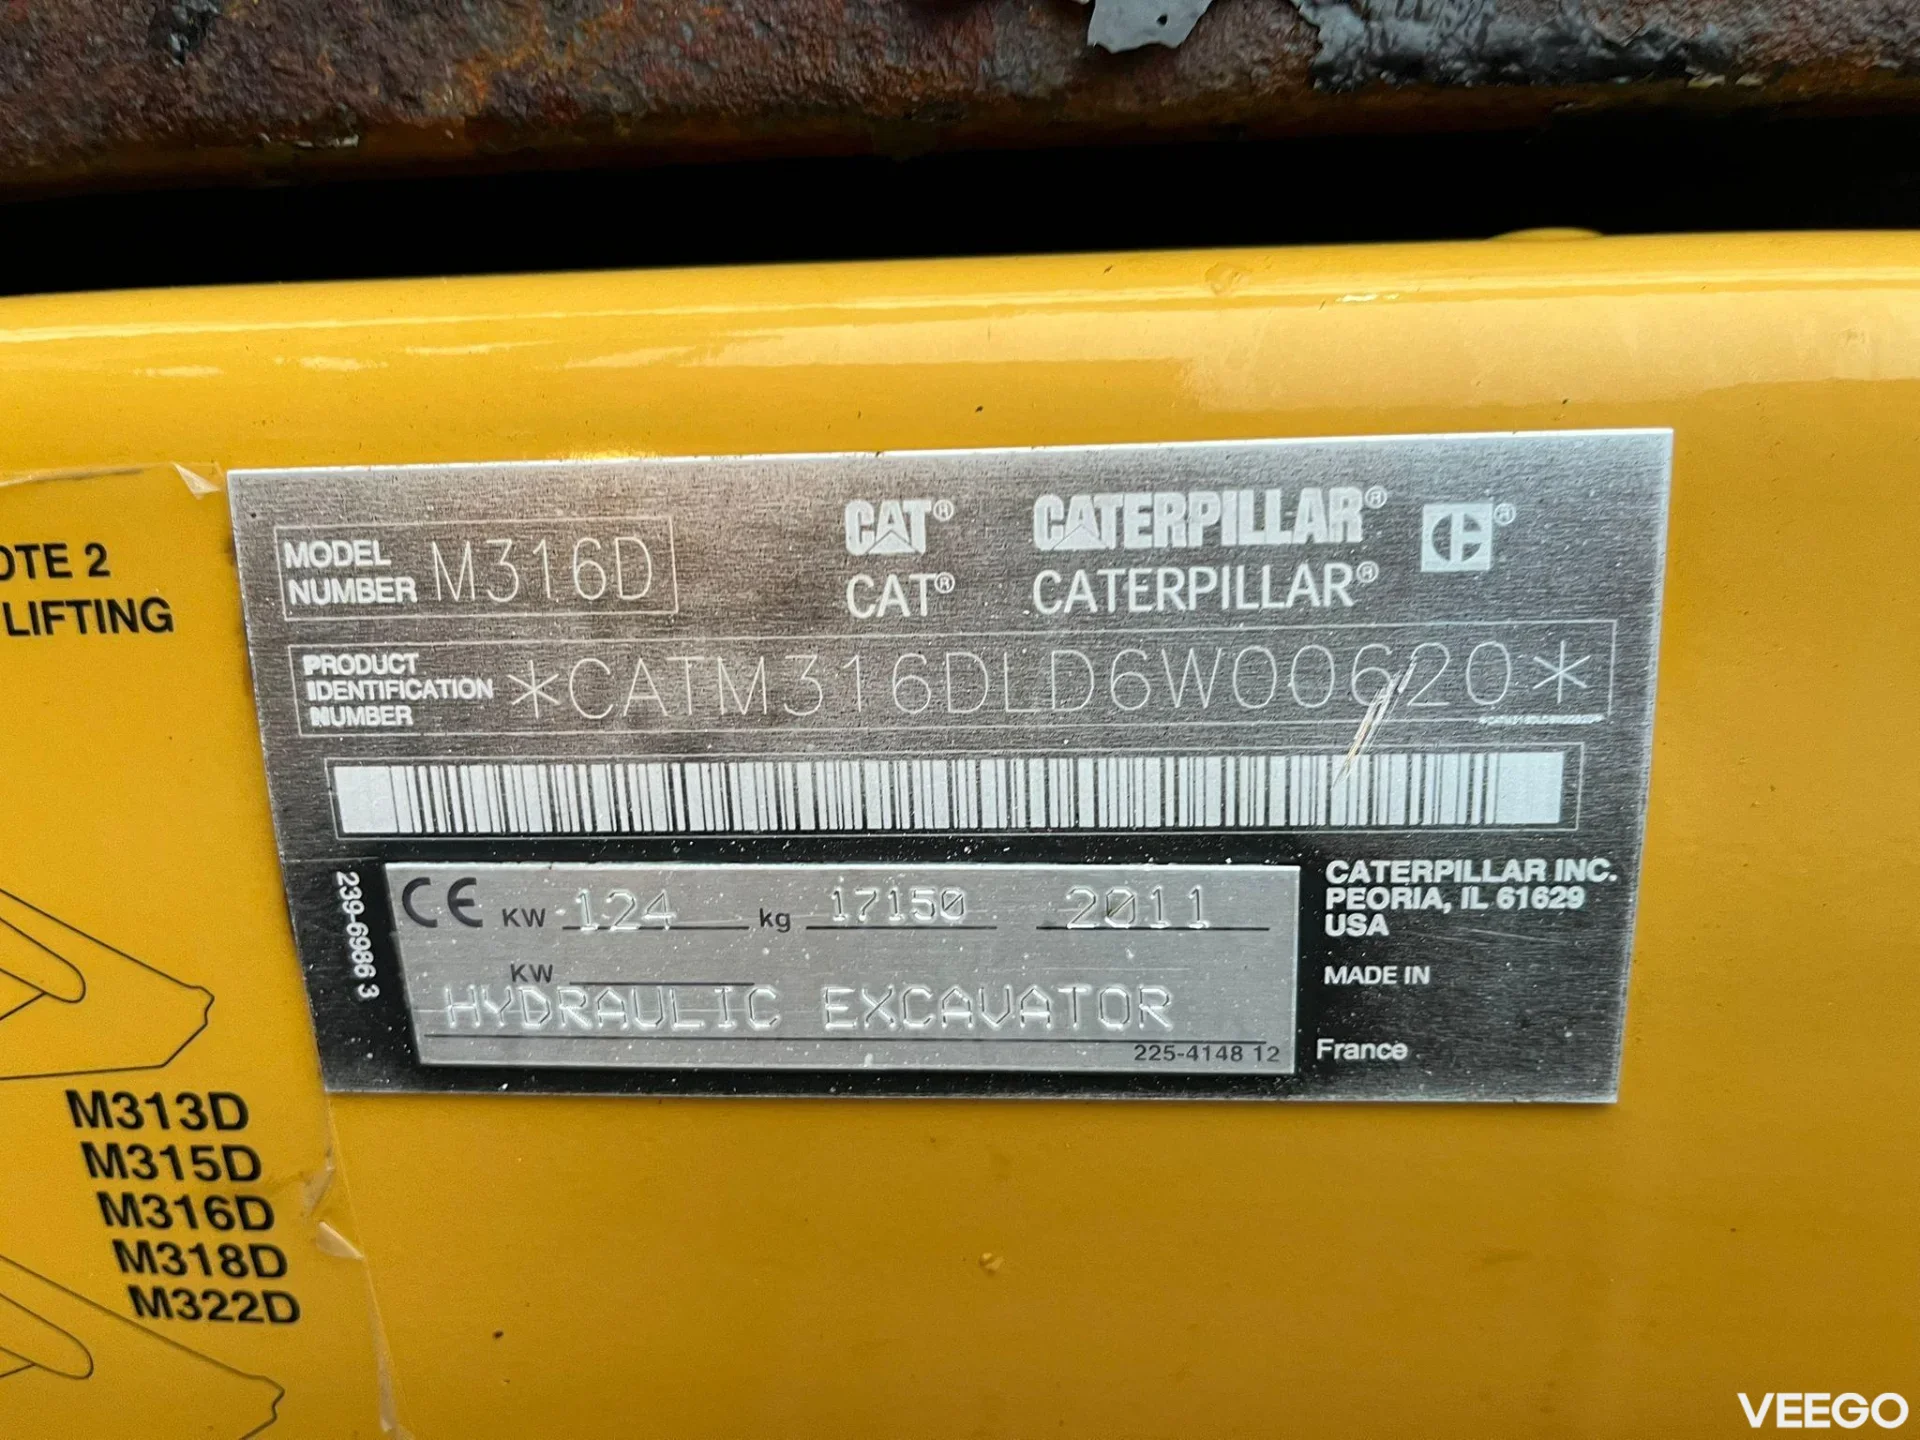 OTE 2
LIFTING
MODEL
NUMBER M316D
CAT® CATERPILLAR® ®
CAT® CATERPILLAR®
PRODUCT
IDENTIFICATION
NUMBER
*CATM316DLD6W00620*
239-6986 3
CE KW 124 kg 17150 2011
KW
HYDRAULIC EXCAVATOR
225-4148 12
CATERPILLAR INC.
PEORIA, IL 61629
USA
MADE IN
France
M313D
M315D
M316D
M318D
M322D
VEEGO